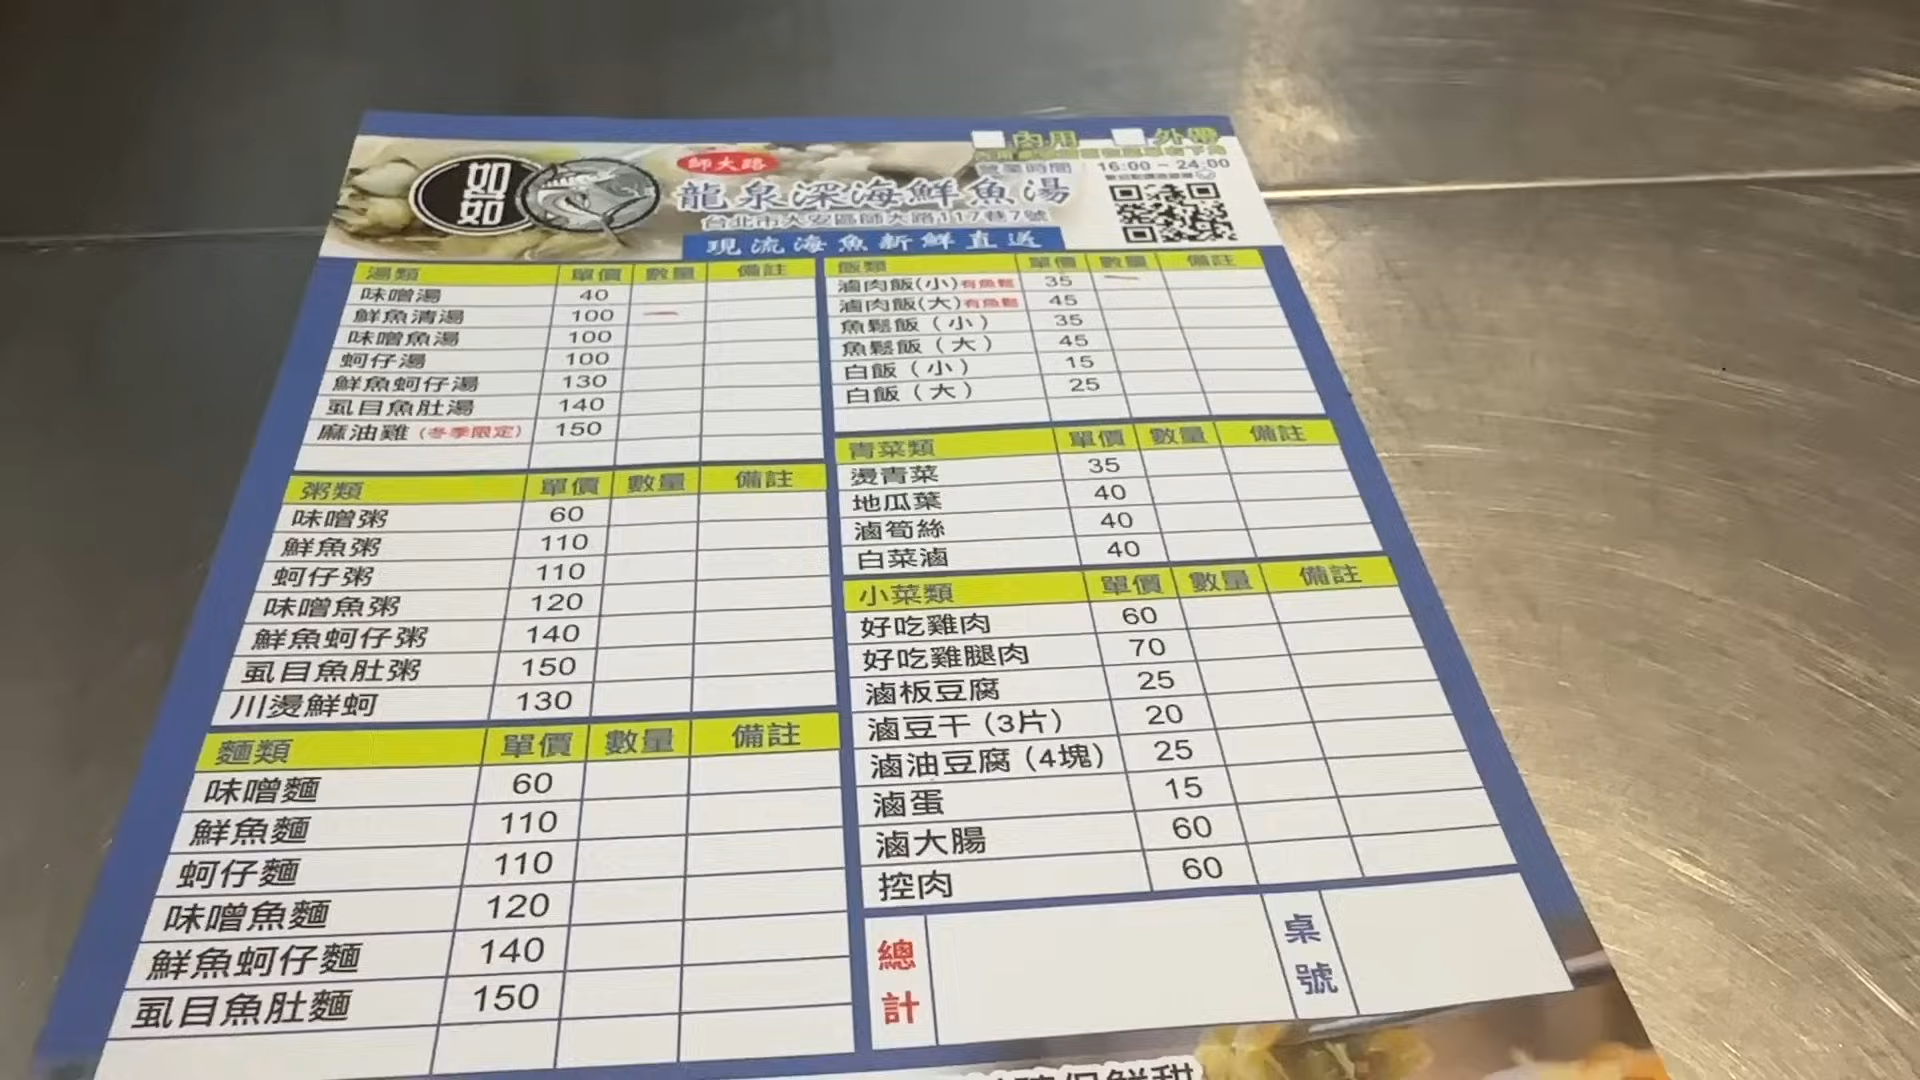 內用 外帶
營業時間 16:00 - 24:00
如如
師大路
龍泉深海鮮魚湯
台北市大安區師大路117巷7號
現流海魚新鮮直送
湯類 單價 數量 備註
味噌湯 40
鮮魚清湯 100 一
味噌魚湯 100
蚵仔湯 100
鮮魚蚵仔湯 130
虱目魚肚湯 140
麻油雞 (冬季限定) 150
粥類 單價 數量 備註
味噌粥 60
鮮魚粥 110
蚵仔粥 110
味噌魚粥 120
鮮魚蚵仔粥 140
虱目魚肚粥 150
川燙鮮蚵 130
麵類 單價 數量 備註
味噌麵 60
鮮魚麵 110
蚵仔麵 110
味噌魚麵 120
鮮魚蚵仔麵 140
虱目魚肚麵 150
飯類 單價 數量 備註
滷肉飯(小)有魚鬆 35 一
滷肉飯(大)有魚鬆 45
魚鬆飯(小) 35
魚鬆飯(大) 45
白飯(小) 15
白飯(大) 25
青菜類 單價 數量 備註
燙青菜 35
地瓜葉 40
滷筍絲 40
白菜滷 40
小菜類 單價 數量 備註
好吃雞肉 60
好吃雞腿肉 70
滷板豆腐 25
滷豆干(3片) 20
滷油豆腐(4塊) 25
滷蛋 15
滷大腸 60
控肉 60
總計 桌號